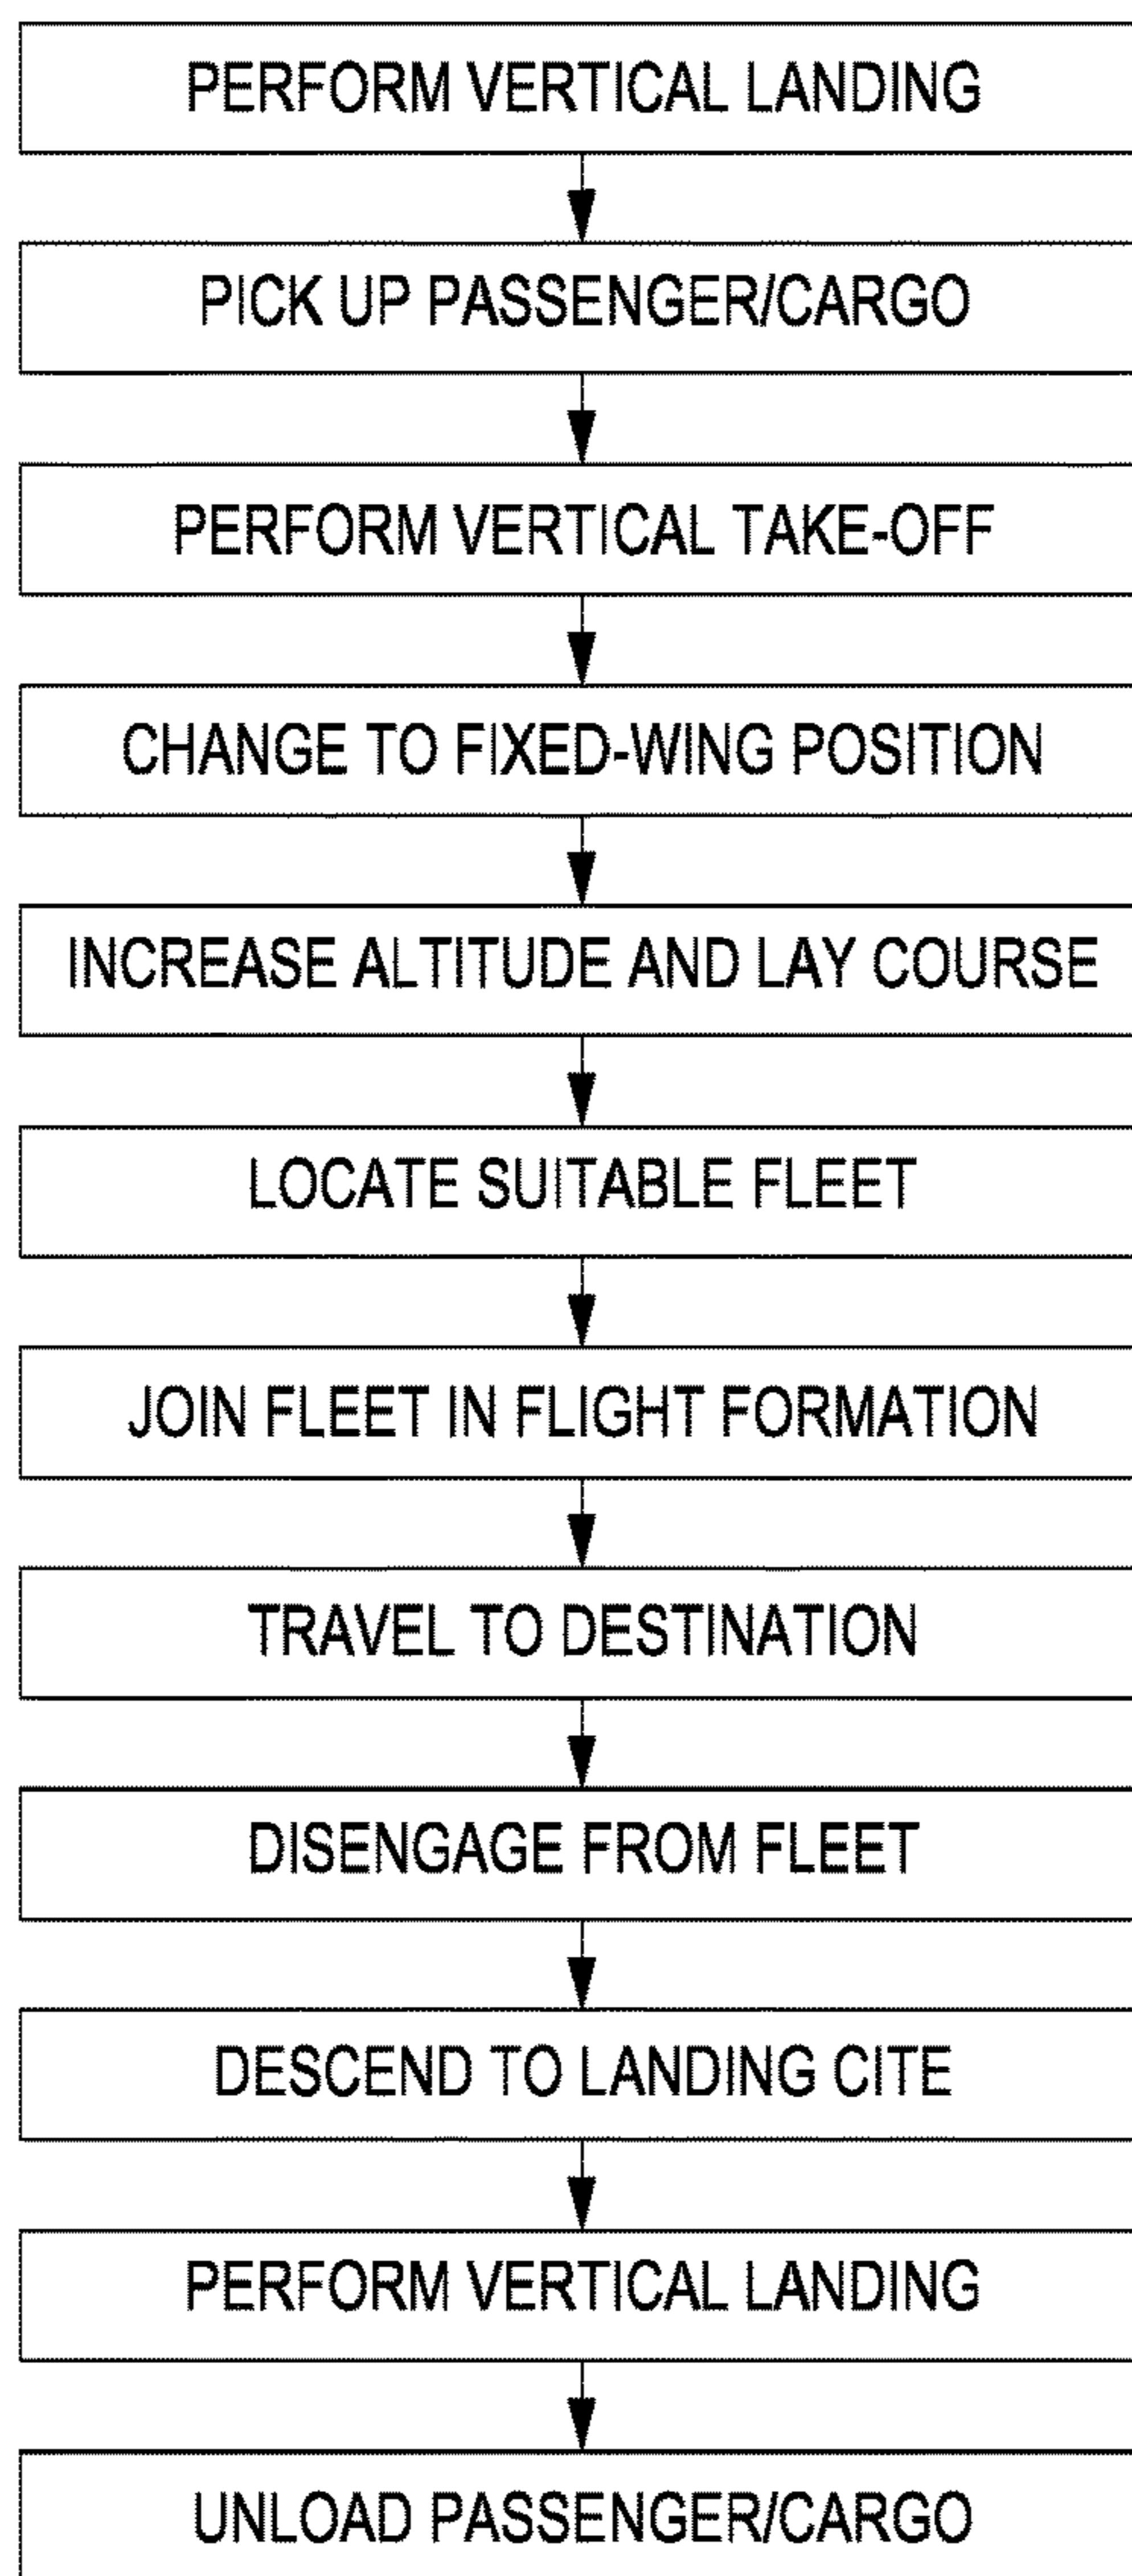 PERFORM VERTICAL LANDING
PICK UP PASSENGER/CARGO
PERFORM VERTICAL TAKE-OFF
CHANGE TO FIXED-WING POSITION
INCREASE ALTITUDE AND LAY COURSE
LOCATE SUITABLE FLEET
JOIN FLEET IN FLIGHT FORMATION
TRAVEL TO DESTINATION
DISENGAGE FROM FLEET
DESCEND TO LANDING CITE
PERFORM VERTICAL LANDING
UNLOAD PASSENGER/CARGO